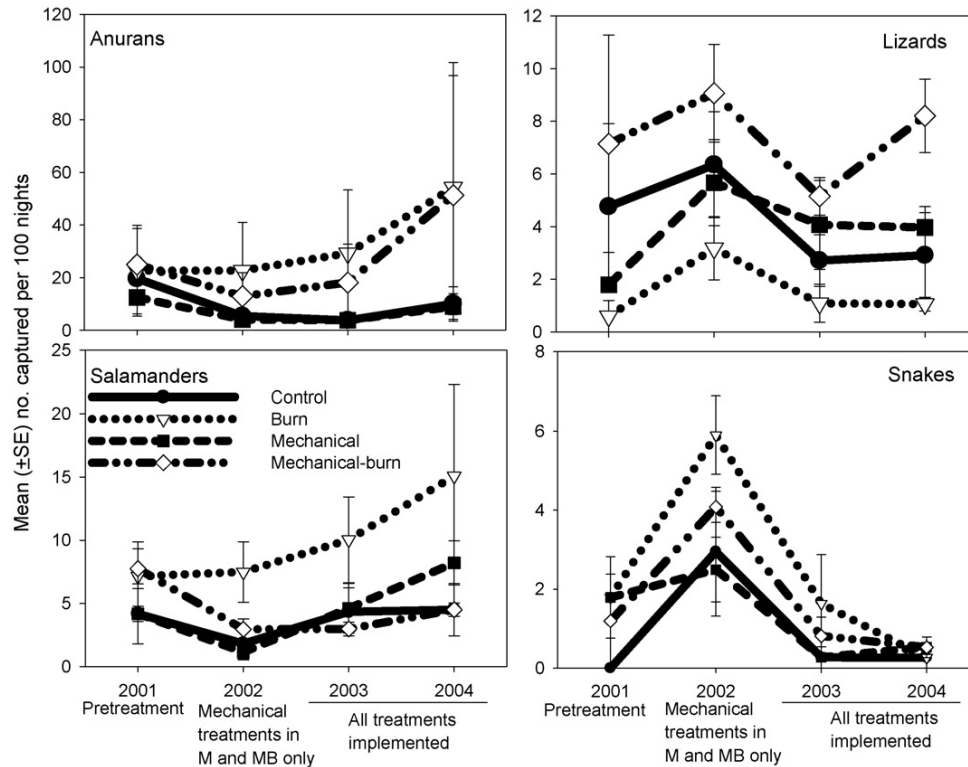 Mean (±SE) no. captured per 100 nights
Anurans
120
100
80
60
40
20
0
Lizards
12
10
8
6
4
2
0
Salamanders
Control
Burn
Mechanical
Mechanical-burn
25
20
15
10
5
0
2001
2002
2003
2004
Pretreatment
Mechanical
treatments in
M and MB only
All treatments
implemented
Snakes
8
6
4
2
0
2001
2002
2003
2004
Pretreatment
Mechanical
treatments in
M and MB only
All treatments
implemented